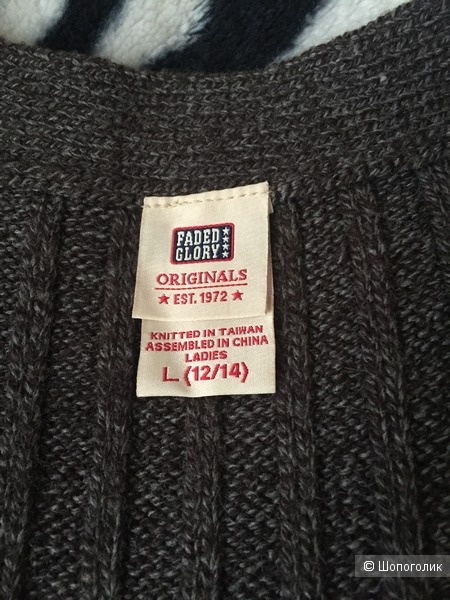 FADED
GLORY
ORIGINALS
★ EST. 1972 ★
KNITTED IN TAIWAN
ASSEMBLED IN CHINA
LADIES
L. (12/14)
© Шопоголик